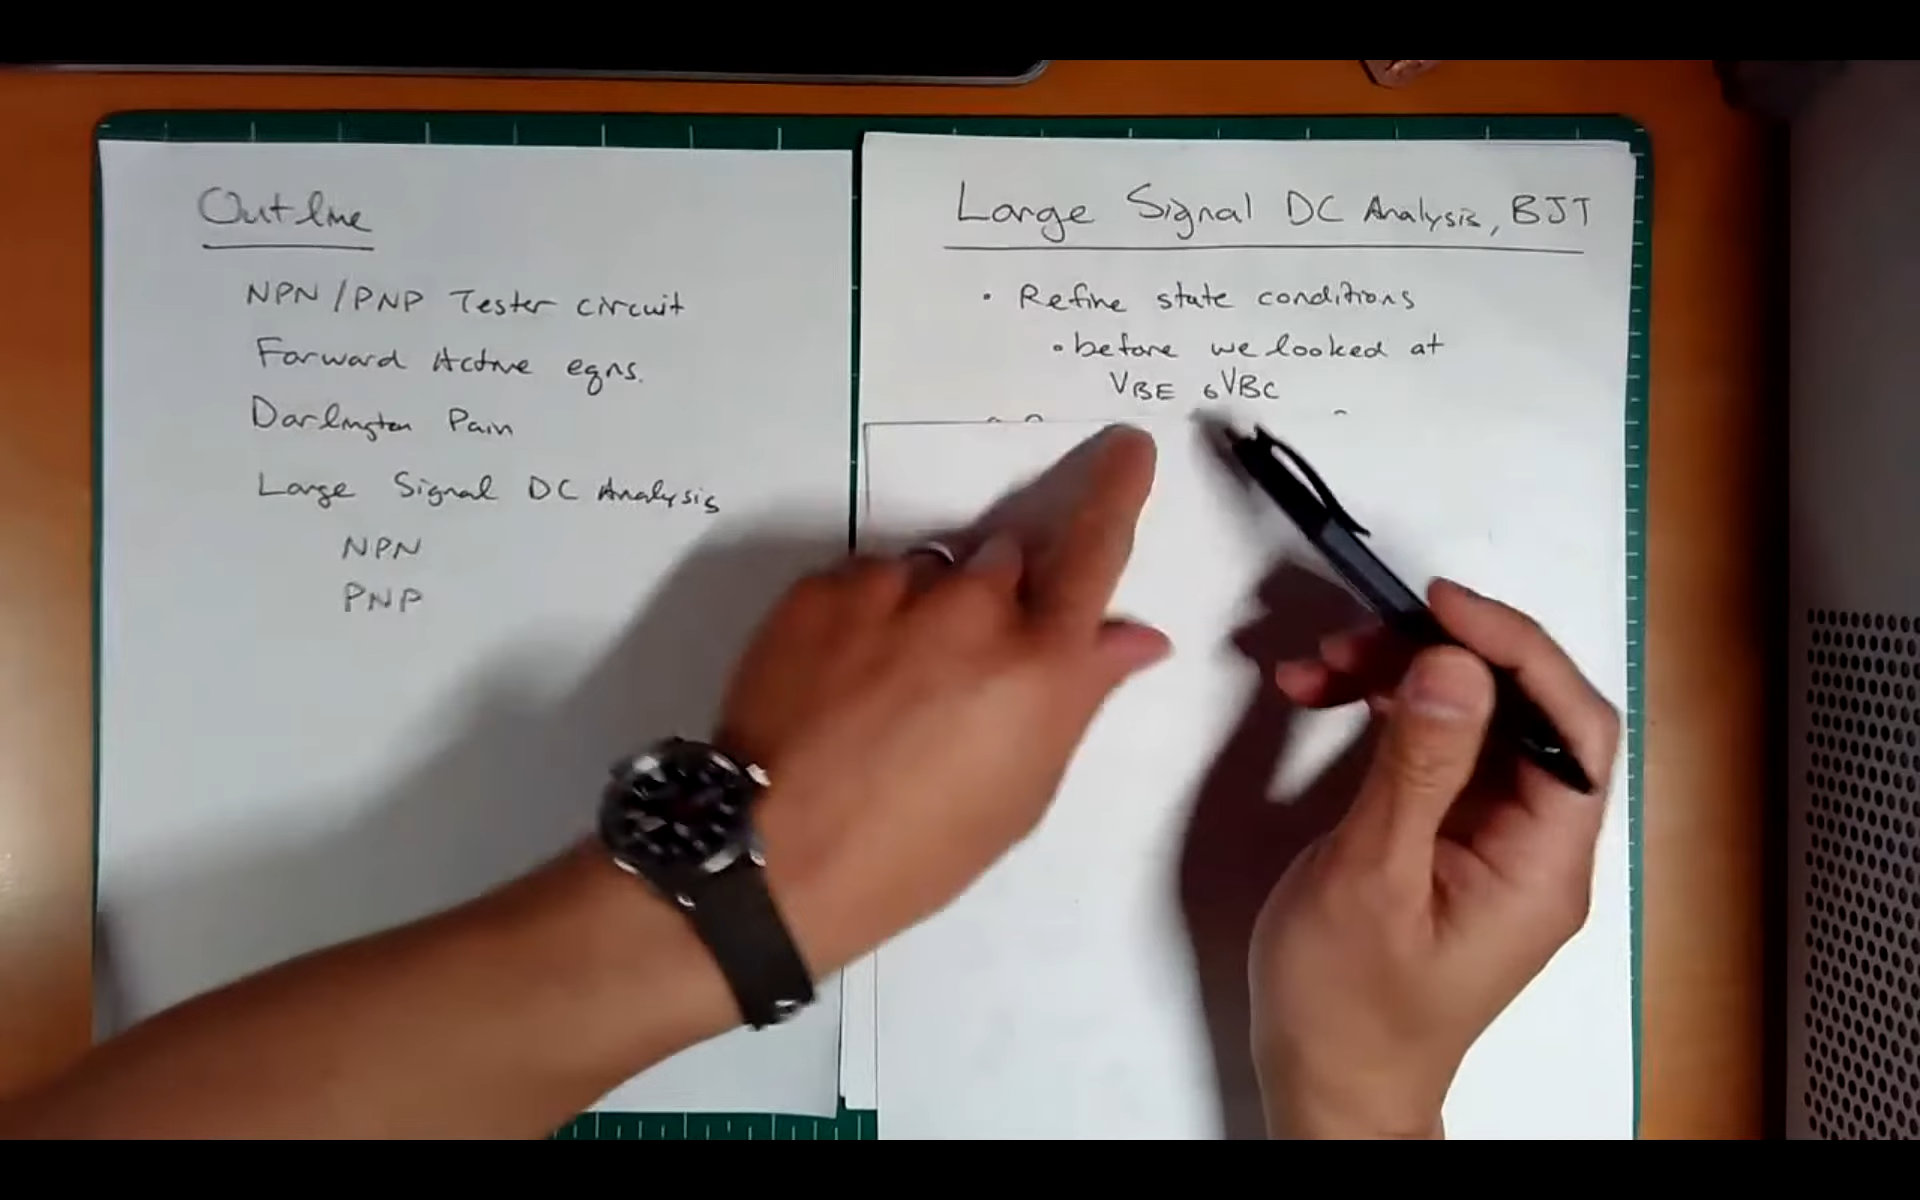 Outline
NPN/PNP Tester circuit
Forward Active eqns.
Darlington Pair
Large Signal DC Analysis
NPN
PNP
Large Signal DC Analysis, BJT
• Refine state conditions
• before we looked at
VBE & VBC